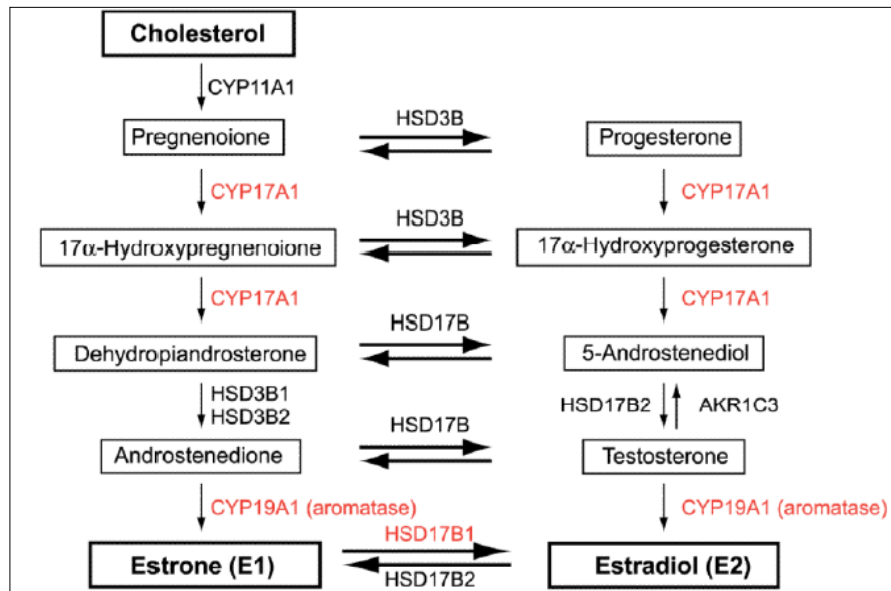 Cholesterol
CYP11A1
HSD3B
Pregnenoione
Progesterone
CYP17A1
CYP17A1
HSD3B
17α-Hydroxypregnenoione
17α-Hydroxyprogesterone
CYP17A1
CYP17A1
HSD17B
Dehydropiandrosterone
5-Androstenediol
HSD3B1
HSD3B2
HSD17B2
AKR1C3
HSD17B
Androstenedione
Testosterone
CYP19A1 (aromatase)
CYP19A1 (aromatase)
HSD17B1
Estrone (E1)
Estradiol (E2)
HSD17B2